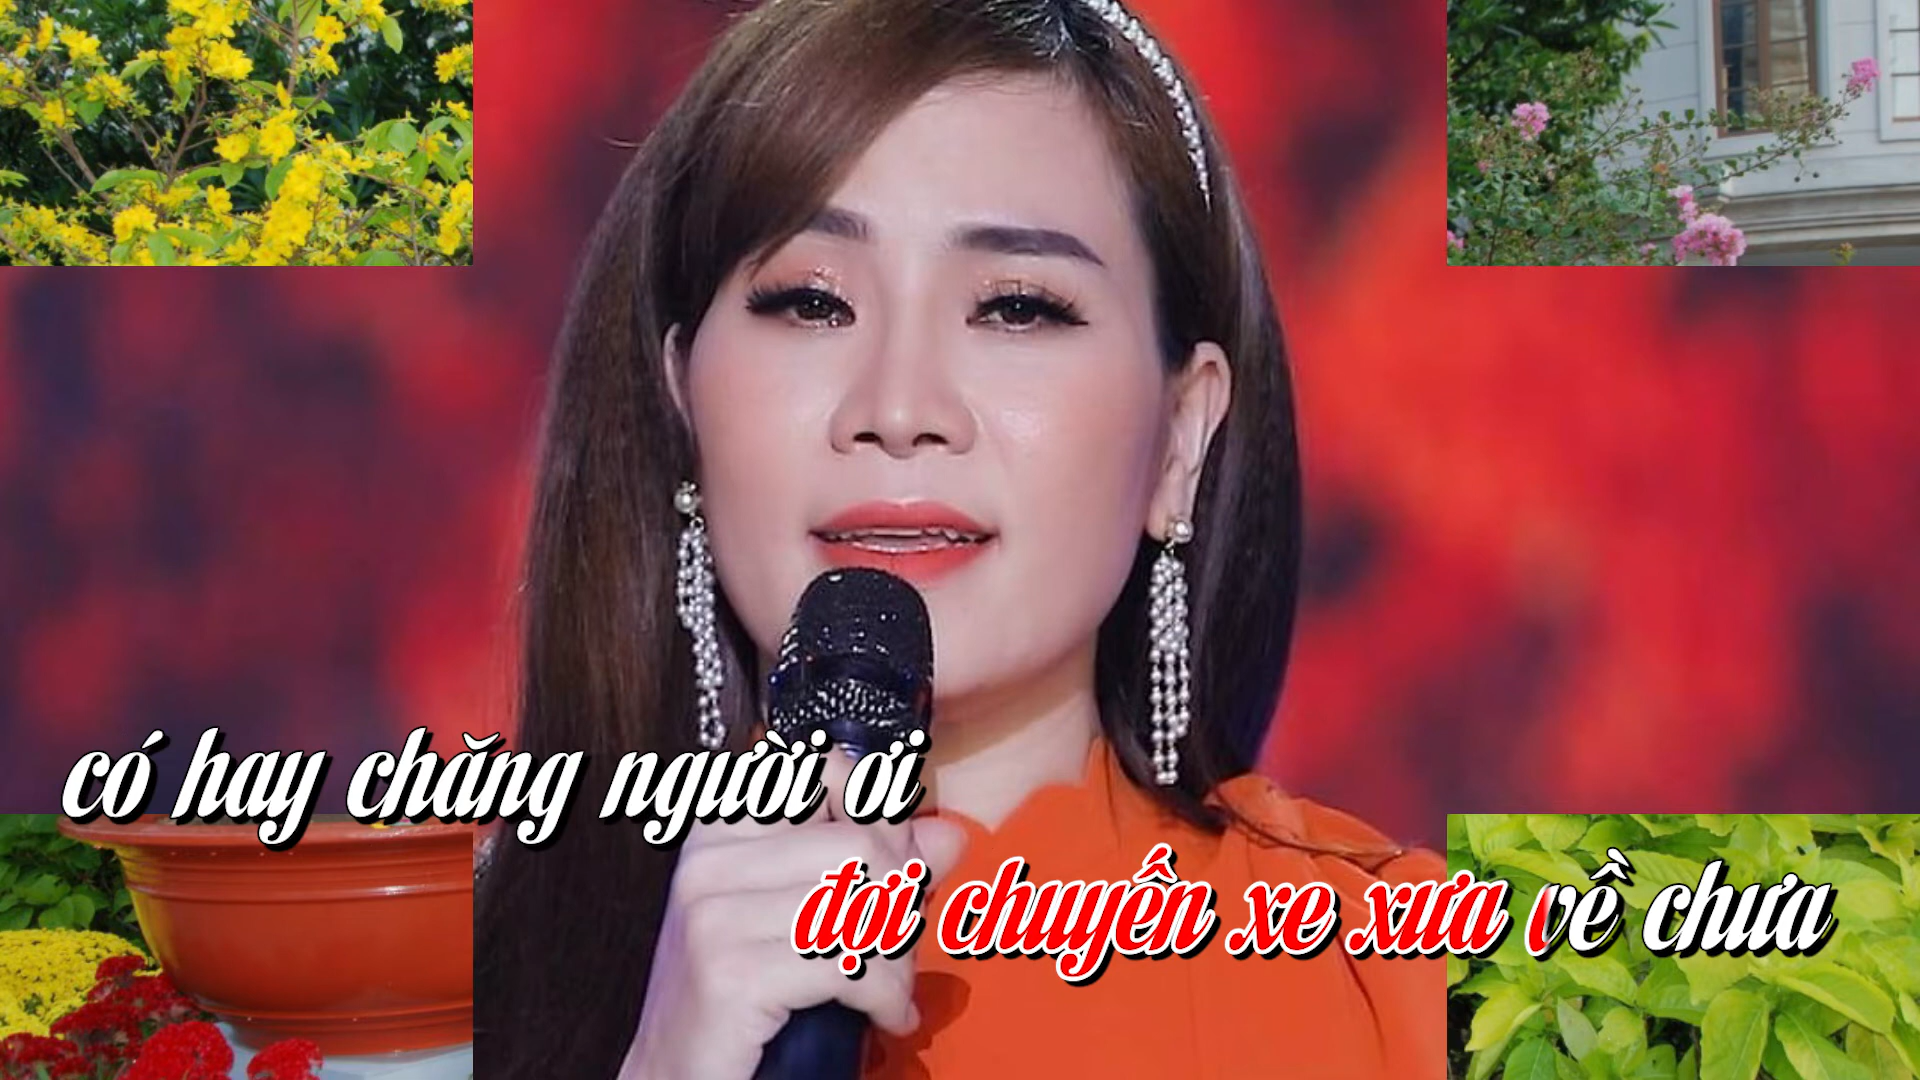 có hay chăng người ơi
đợi chuyến xe xưa về chưa